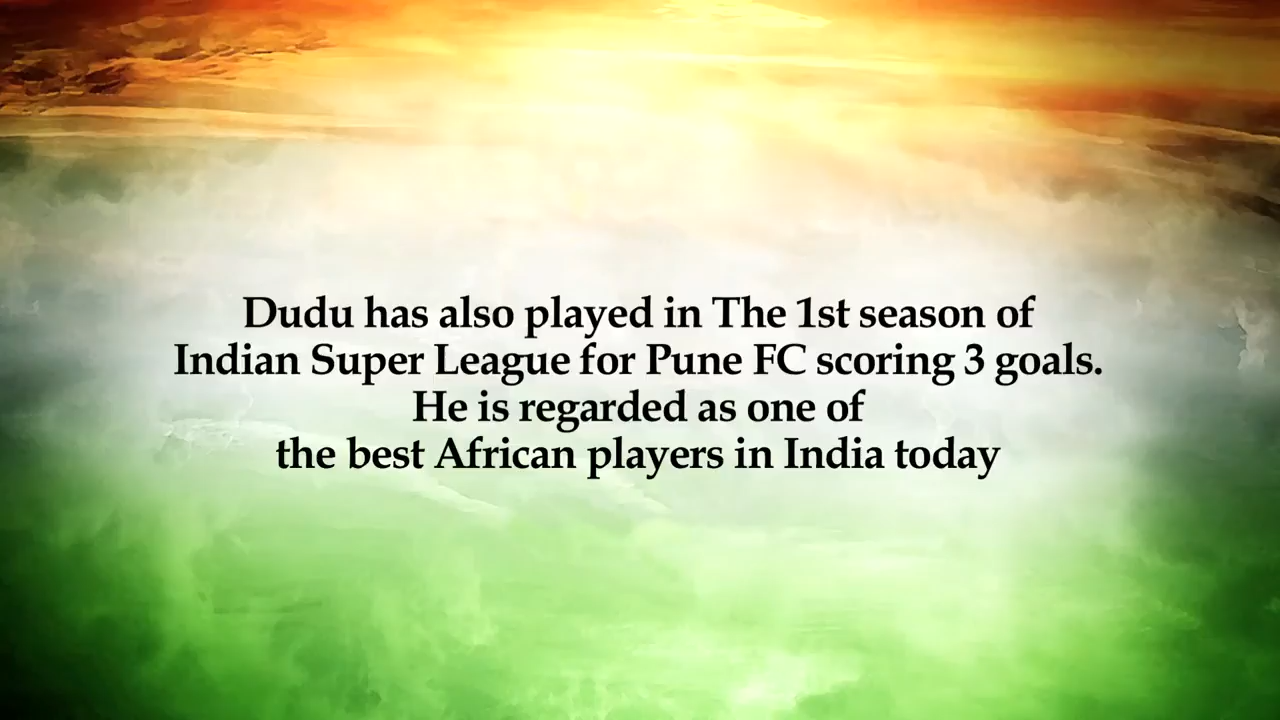 Dudu has also played in The 1st season of
Indian Super League for Pune FC scoring 3 goals.
He is regarded as one of
the best African players in India today